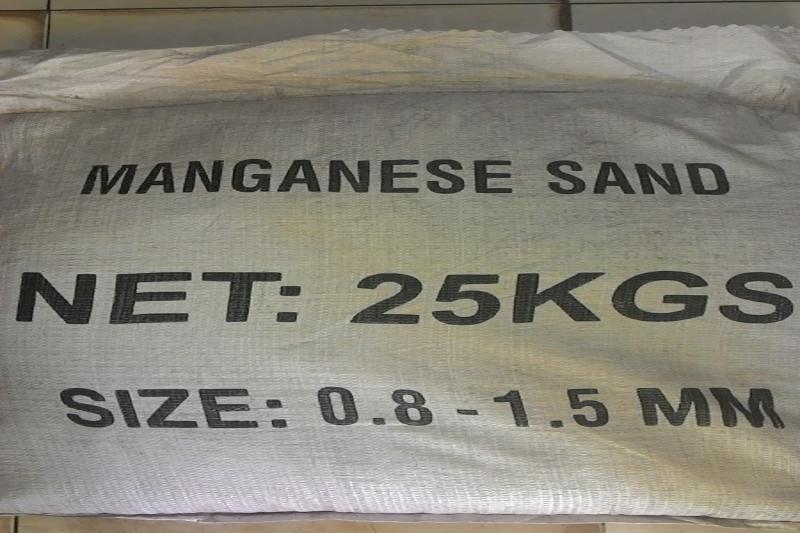 MANGANESE SAND
NET: 25KGS
SIZE: 0.8-1.5 MM